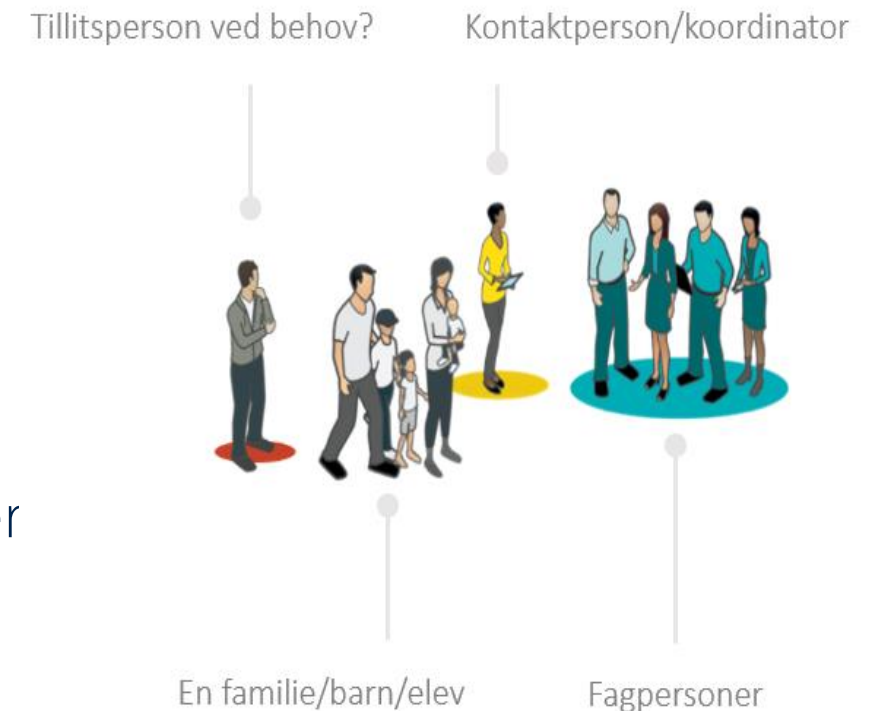 Tillitsperson ved behov?
Kontaktperson/koordinator
En familie/barn/elev
Fagpersoner